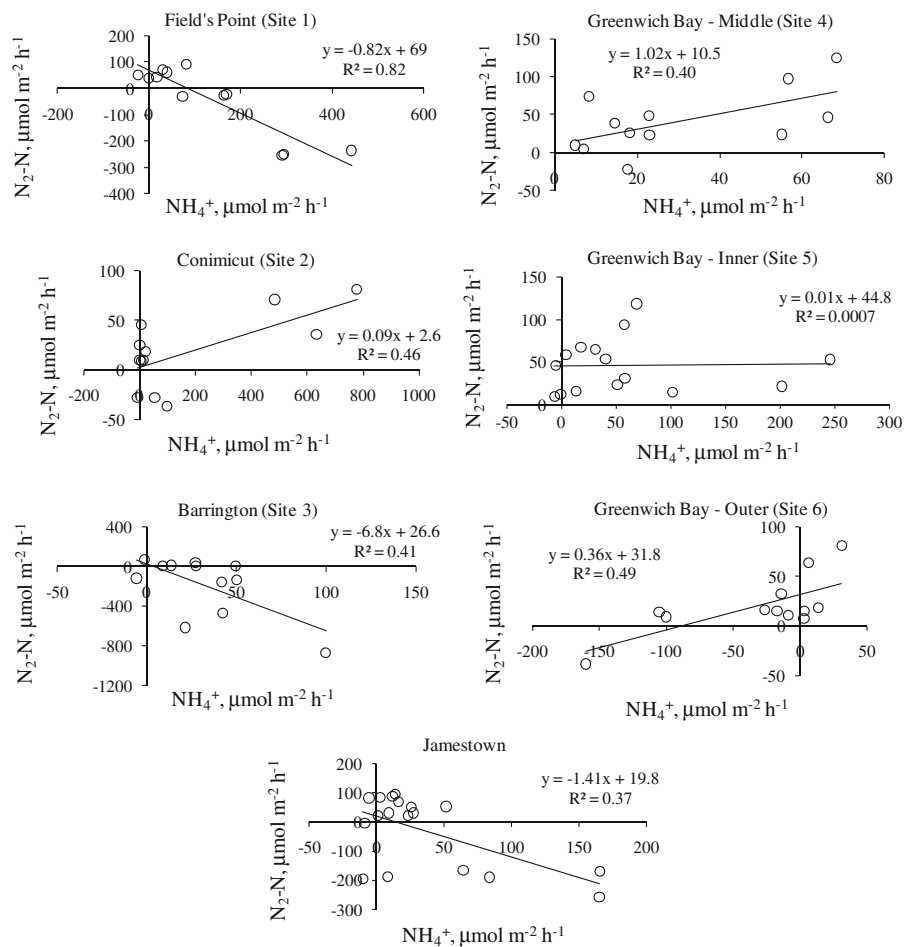 Field's Point (Site 1)
y = -0.82x + 69
R² = 0.82
200
100
0
-100
-200
-300
-400
-200 0 200 400 600
N₂-N, µmol m⁻² h⁻¹
NH₄⁺, µmol m⁻² h⁻¹
Greenwich Bay - Middle (Site 4)
y = 1.02x + 10.5
R² = 0.40
150
100
50
0
-50
0 20 40 60 80
N₂-N, µmol m⁻² h⁻¹
NH₄⁺, µmol m⁻² h⁻¹
Conimicut (Site 2)
y = 0.09x + 2.6
R² = 0.46
100
50
0
-50
-200 0 200 400 600 800 1000
N₂-N, µmol m⁻² h⁻¹
NH₄⁺, µmol m⁻² h⁻¹
Greenwich Bay - Inner (Site 5)
y = 0.01x + 44.8
R² = 0.0007
150
100
50
0
-50
-50 0 50 100 150 200 250 300
N₂-N, µmol m⁻² h⁻¹
NH₄⁺, µmol m⁻² h⁻¹
Barrington (Site 3)
y = -6.8x + 26.6
R² = 0.41
400
0
-400
-800
-1200
-50 0 50 100 150
N₂-N, µmol m⁻² h⁻¹
NH₄⁺, µmol m⁻² h⁻¹
Greenwich Bay - Outer (Site 6)
y = 0.36x + 31.8
R² = 0.49
100
50
0
-50
-200 -150 -100 -50 0 50
N₂-N, µmol m⁻² h⁻¹
NH₄⁺, µmol m⁻² h⁻¹
Jamestown
y = -1.41x + 19.8
R² = 0.37
200
100
0
-100
-200
-300
-50 0 50 100 150 200
N₂-N, µmol m⁻² h⁻¹
NH₄⁺, µmol m⁻² h⁻¹